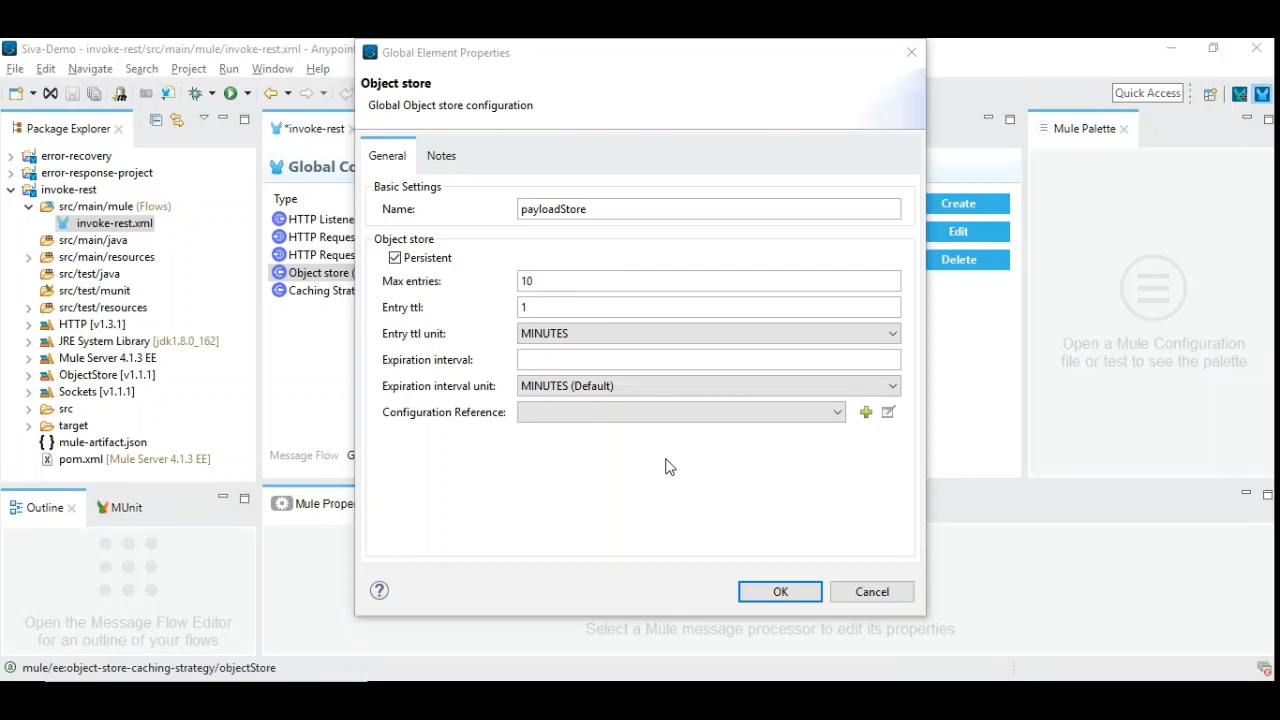 Siva-Demo - invoke-rest/src/main/mule/invoke-rest.xml - Anypoint
File Edit Navigate Search Project Run Window Help
Quick Access
Package Explorer
error-recovery
error-response-project
invoke-rest
src/main/mule (Flows)
invoke-rest.xml
src/main/java
src/main/resources
src/test/java
src/test/munit
src/test/resources
HTTP [v1.3.1]
JRE System Library [jdk1.8.0_162]
Mule Server 4.1.3 EE
ObjectStore [v1.1.1]
Sockets [v1.1.1]
src
target
mule-artifact.json
pom.xml [Mule Server 4.1.3 EE]
Outline MUnit
Open the Message Flow Editor
for an outline of your flows
mule/ee:object-store-caching-strategy/objectStore
*invoke-rest
Global Co
Type
HTTP Listene
HTTP Reques
HTTP Reques
Object store (
Caching Strat
Message Flow G
Mule Prope
Global Element Properties
Object store
Global Object store configuration
General Notes
Basic Settings
Name: payloadStore
Object store
Persistent
Max entries: 10
Entry ttl: 1
Entry ttl unit: MINUTES
Expiration interval:
Expiration interval unit: MINUTES (Default)
Configuration Reference:
OK Cancel
Create
Edit
Delete
Mule Palette
Open a Mule Configuration
file or test to see the palette
Select a Mule message processor to edit its properties